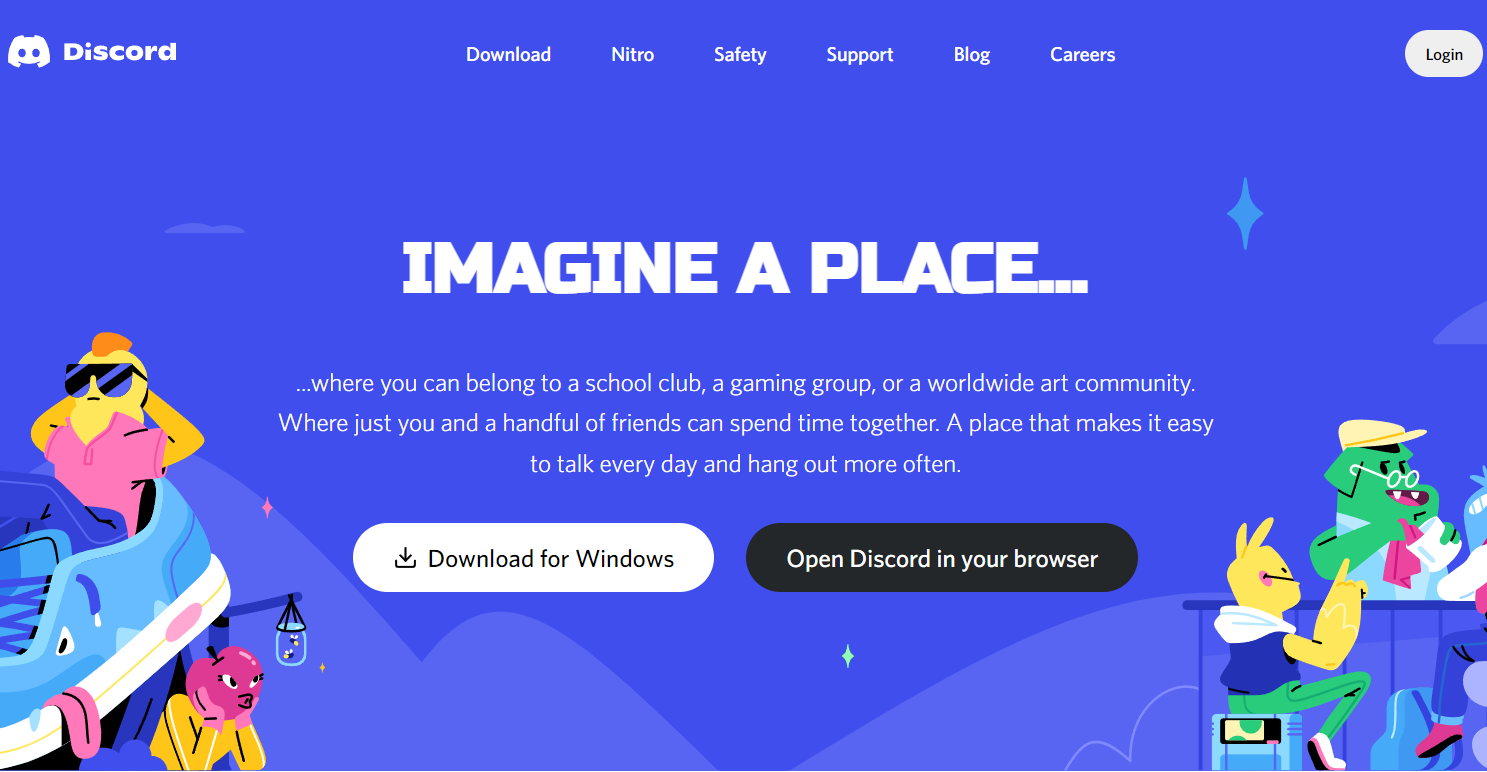 Discord
Download
Nitro
Safety
Support
Blog
Careers
Login
IMAGINE A PLACE...
...where you can belong to a school club, a gaming group, or a worldwide art community.
Where just you and a handful of friends can spend time together. A place that makes it easy
to talk every day and hang out more often.
Download for Windows
Open Discord in your browser